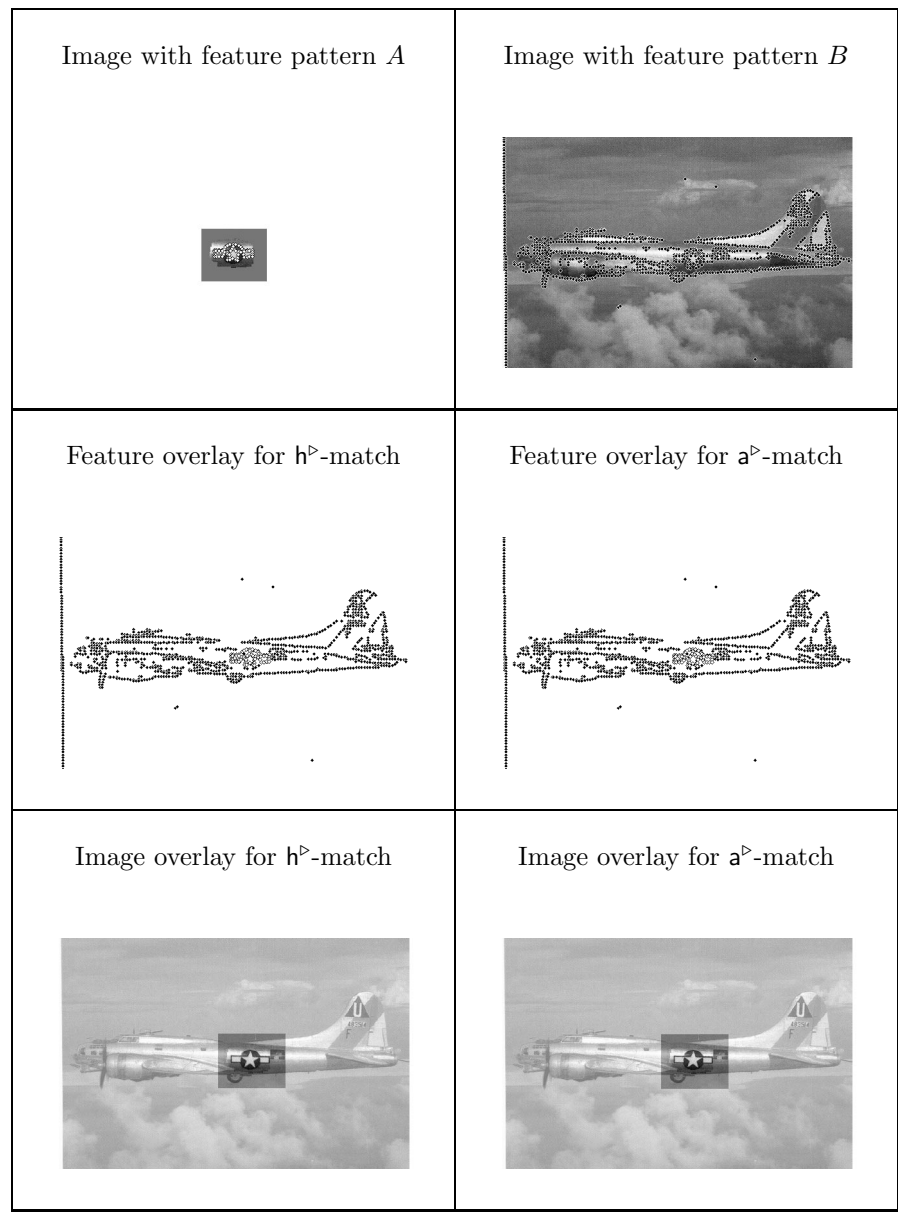 Image with feature pattern A
Image with feature pattern B
Feature overlay for h▷-match
Feature overlay for a▷-match
Image overlay for h▷-match
Image overlay for a▷-match
U
U